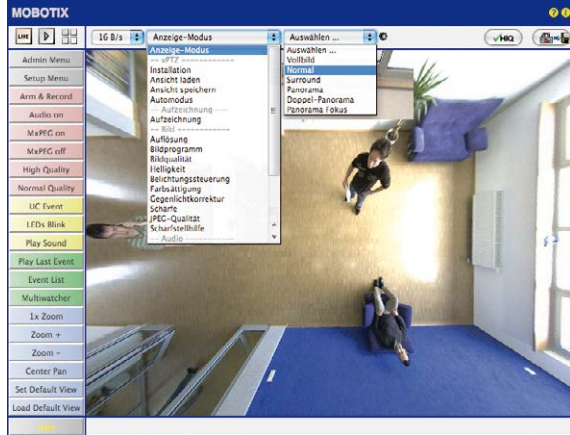 MOBOTIX
LIVE
16 B/s
Anzeige-Modus
Auswählen ...
HIQ
Admin Menu
Setup Menu
Arm & Record
Audio on
MxPEG on
MxPEG off
High Quality
Normal Quality
UC Event
LEDs Blink
Play Sound
Play Last Event
Event List
Multiwatcher
1x Zoom
Zoom +
Zoom -
Center Pan
Set Default View
Load Default View
Anzeige-Modus
-- vPTZ -------------
Installation
Ansicht laden
Ansicht speichern
Automodus
-- Aufzeichnung --
Aufzeichnung
-- Bild -------------
Auflösung
Bildprogramm
Bildqualität
Helligkeit
Belichtungssteuerung
Farbsättigung
Gegenlichtkorrektur
Schärfe
JPEG-Qualität
Scharfstellhilfe
-- Audio -----------
Auswählen ...
Vollbild
Normal
Surround
Panorama
Doppel-Panorama
Panorama Fokus